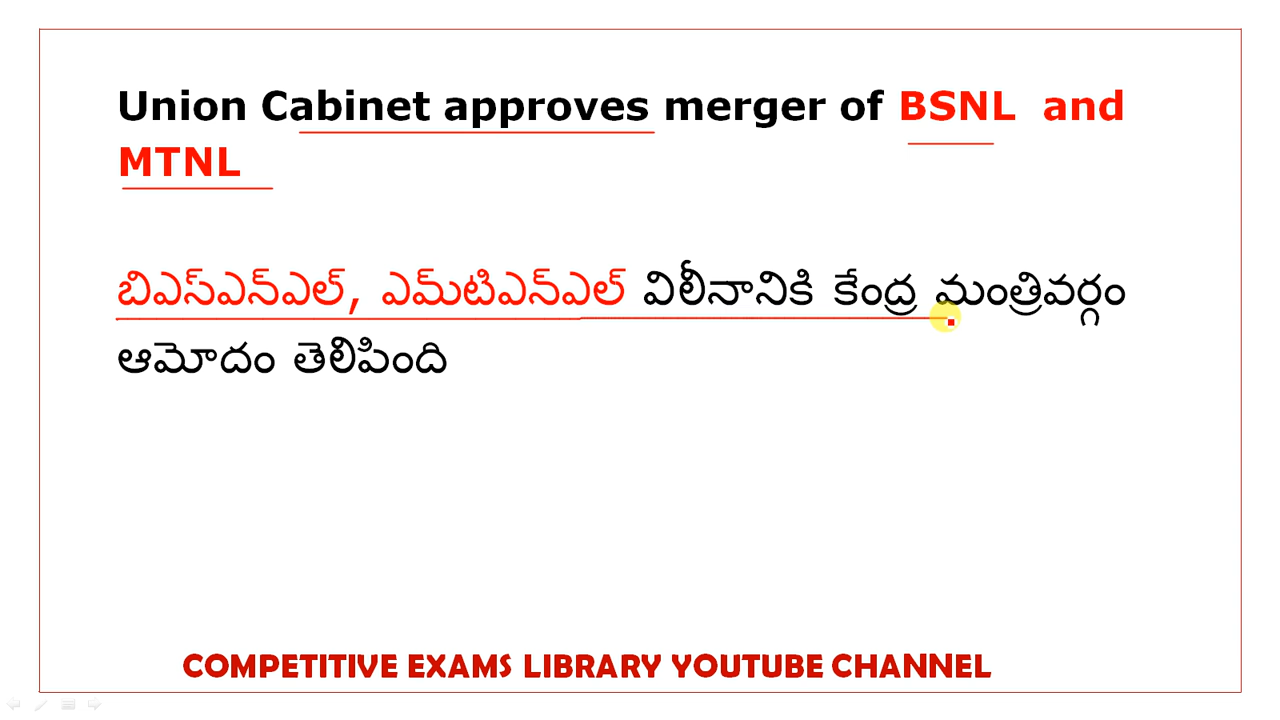 Union Cabinet approves merger of BSNL and
MTNL
బిఎస్ఎన్ఎల్, ఎమ్‌టిఎన్ఎల్ విలీనానికి కేంద్ర మంత్రివర్గం
ఆమోదం తెలిపింది
COMPETITIVE EXAMS LIBRARY YOUTUBE CHANNEL